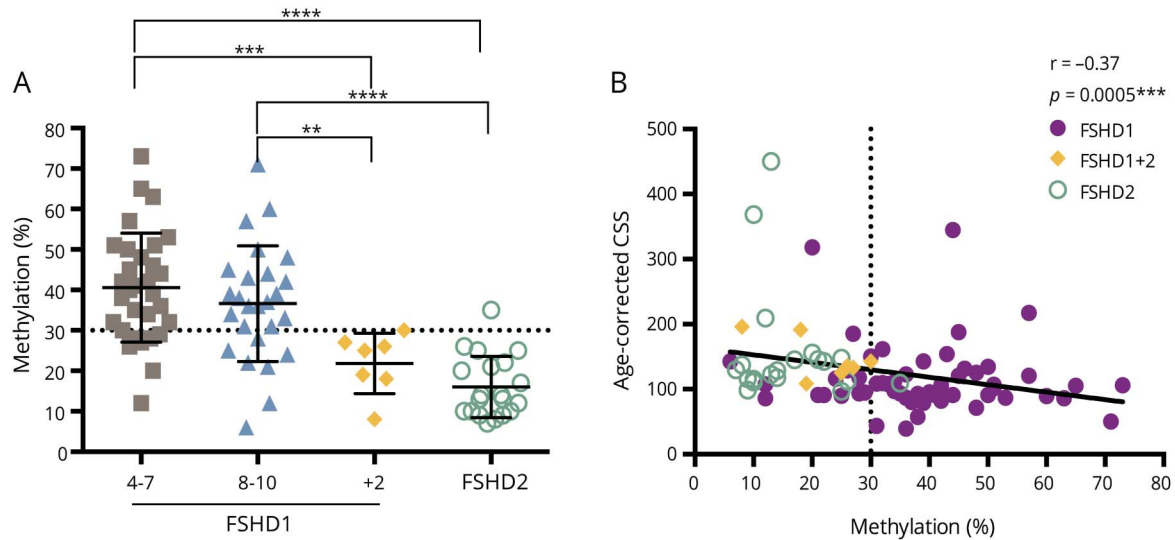 A
****
***
****
**
Methylation (%)
80
70
60
50
40
30
20
10
0
4-7
8-10
+2
FSHD2
FSHD1
B
r = –0.37
p = 0.0005***
FSHD1
FSHD1+2
FSHD2
Age-corrected CSS
500
400
300
200
100
0
0
10
20
30
40
50
60
70
80
Methylation (%)